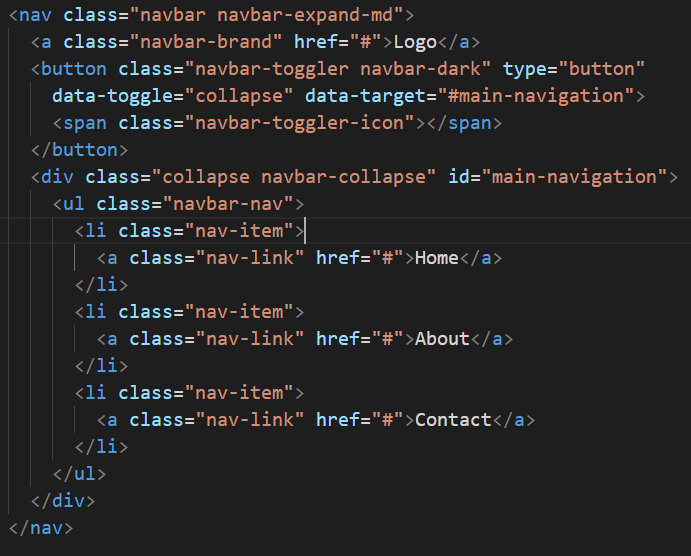 <nav class="navbar navbar-expand-md">
  <a class="navbar-brand" href="#">Logo</a>
  <button class="navbar-toggler navbar-dark" type="button"
    data-toggle="collapse" data-target="#main-navigation">
    <span class="navbar-toggler-icon"></span>
  </button>
  <div class="collapse navbar-collapse" id="main-navigation">
    <ul class="navbar-nav">
      <li class="nav-item">
        <a class="nav-link" href="#">Home</a>
      </li>
      <li class="nav-item">
        <a class="nav-link" href="#">About</a>
      </li>
      <li class="nav-item">
        <a class="nav-link" href="#">Contact</a>
      </li>
    </ul>
  </div>
</nav>